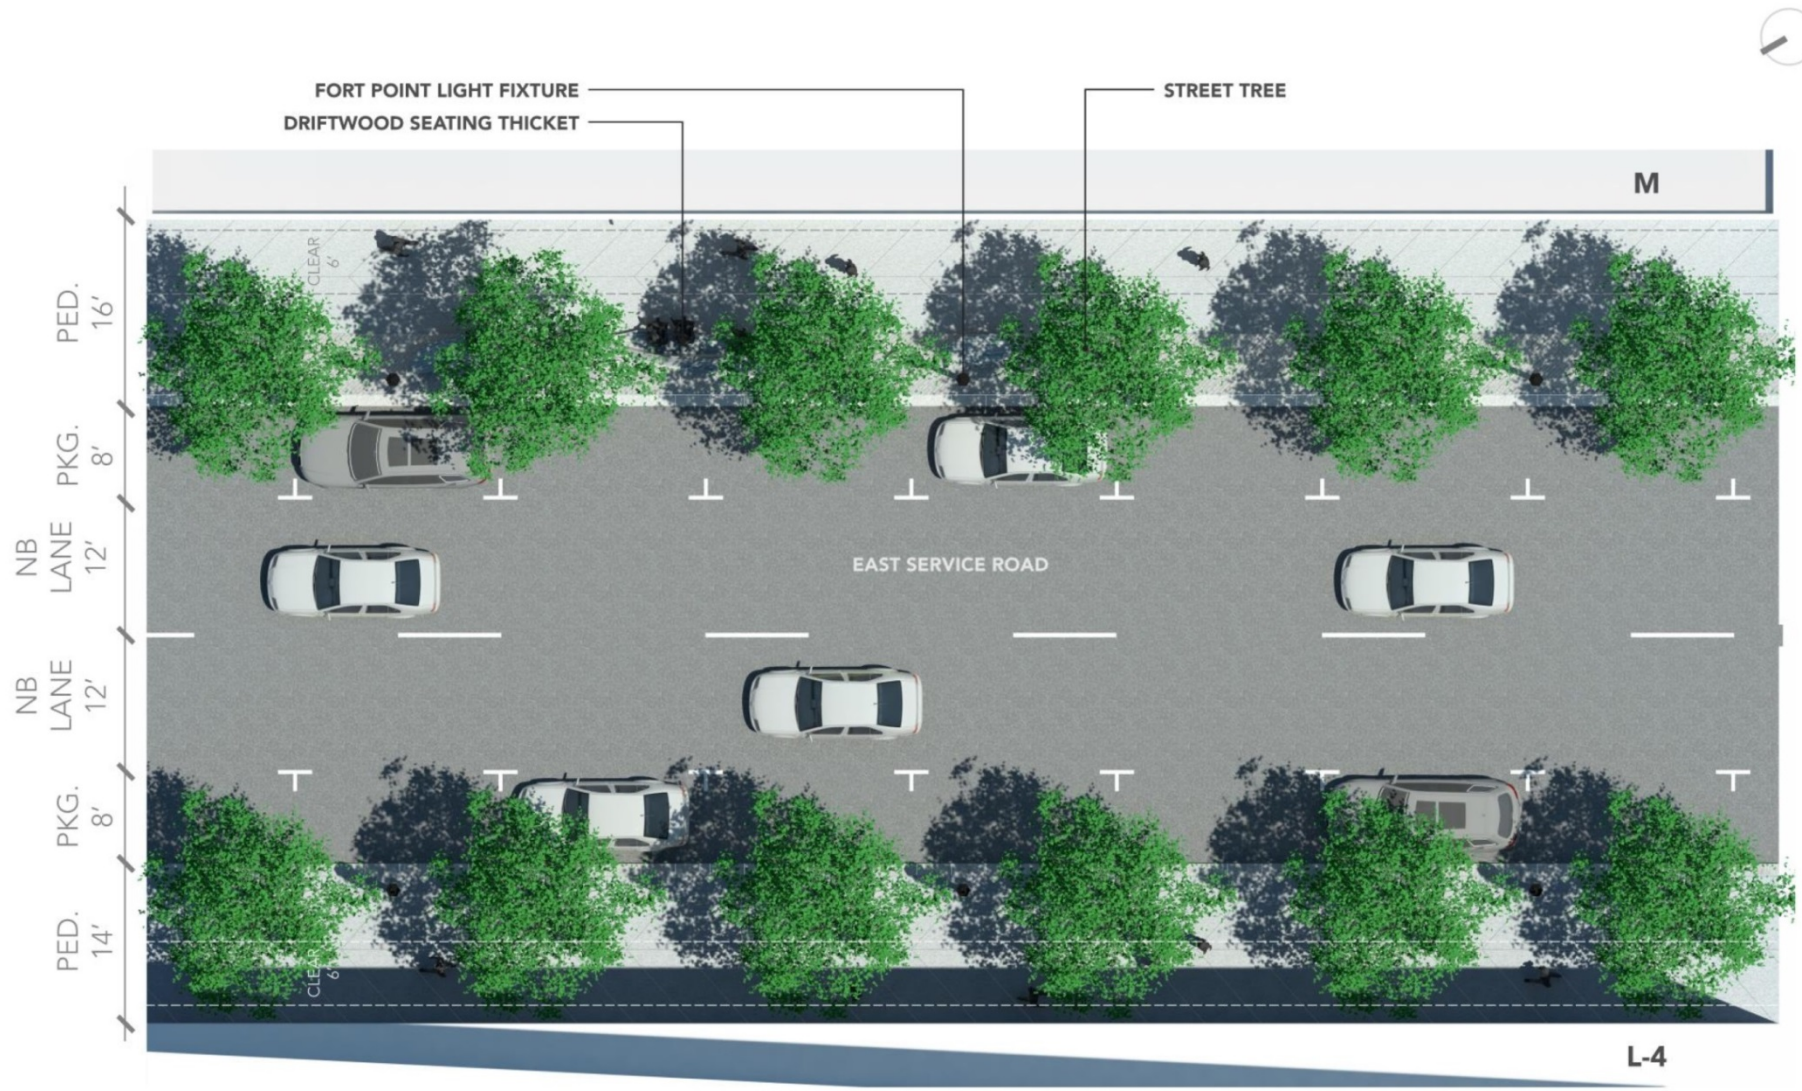 FORT POINT LIGHT FIXTURE
STREET TREE
DRIFTWOOD SEATING THICKET
M
CLEAR
6'
PED.
16'
PKG.
8'
NB
LANE
12'
EAST SERVICE ROAD
NB
LANE
12'
PKG.
8'
PED.
14'
CLEAR
6'
L-4